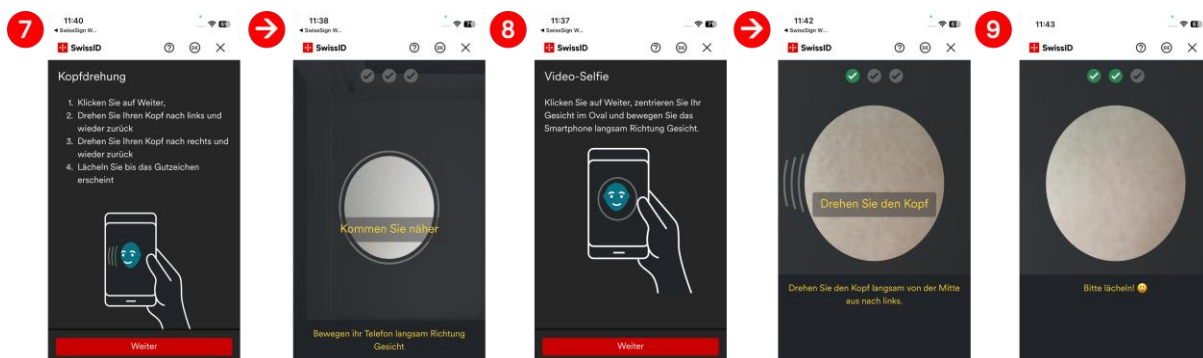 7
11:40
◂ SwissSign W...
SwissID
DE
Kopfdrehung
1. Klicken Sie auf Weiter,
2. Drehen Sie Ihren Kopf nach links und
wieder zurück
3. Drehen Sie Ihren Kopf nach rechts und
wieder zurück
4. Lächeln Sie bis das Gutzeichen
erscheint
Weiter
11:38
◂ SwissSign W...
SwissID
DE
Kommen Sie näher
Bewegen ihr Telefon langsam Richtung
Gesicht
8
11:37
◂ SwissSign W...
SwissID
DE
Video-Selfie
Klicken Sie auf Weiter, zentrieren Sie Ihr
Gesicht im Oval und bewegen Sie das
Smartphone langsam Richtung Gesicht.
Weiter
11:42
◂ SwissSign W...
SwissID
DE
Drehen Sie den Kopf
Drehen Sie den Kopf langsam von der Mitte
aus nach links.
9
11:43
SwissID
DE
Bitte lächeln! 😀